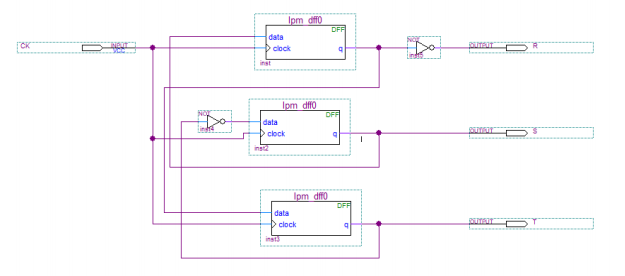 lpm_dff0
DFF
data
clock
q
inst
CK
INPUT
VCC
NOT
inst5
OUTPUT
R
NOT
inst4
lpm_dff0
DFF
data
clock
q
inst2
OUTPUT
S
lpm_dff0
DFF
data
clock
q
inst3
OUTPUT
T